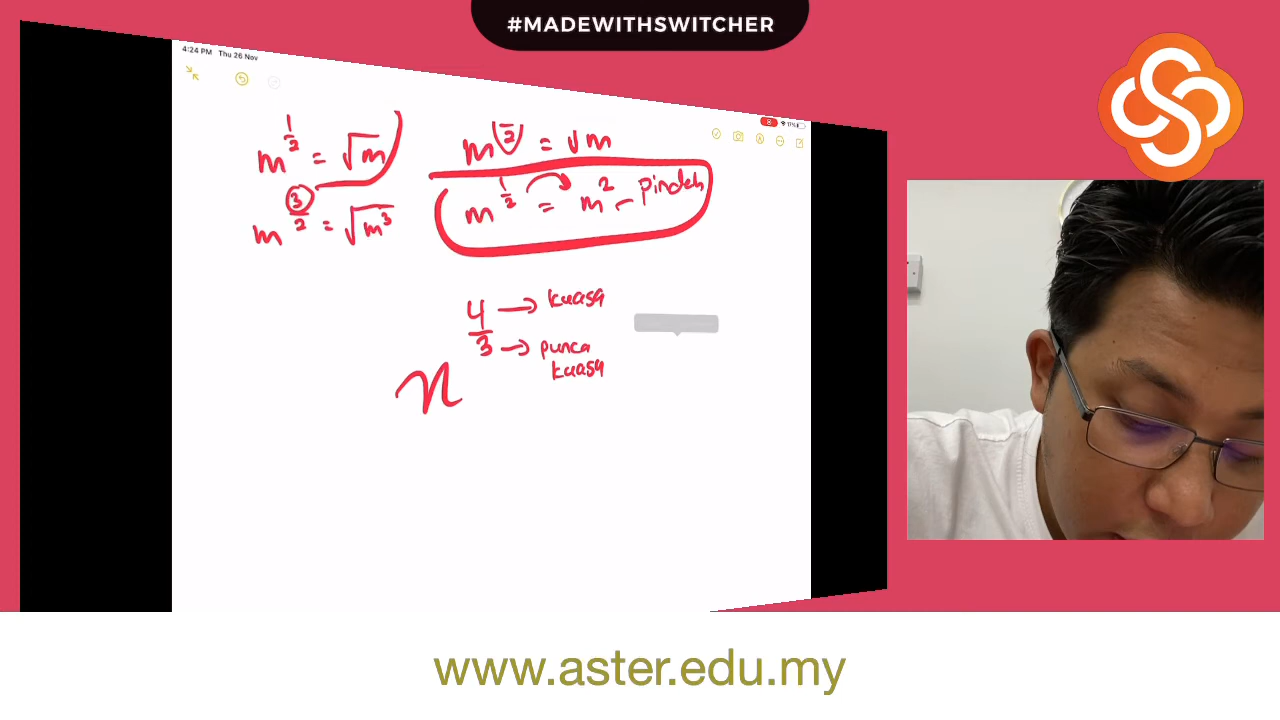 #MADEWITHSWITCHER
4:24 PM Thu 26 Nov
17%
m^{1/2} = √m
m^{3/2} = √m³
m^{1/2} = √m
m^{1/2} = m² - pindah
4 → kuasa
3 → punca
kuasa
n
www.aster.edu.my